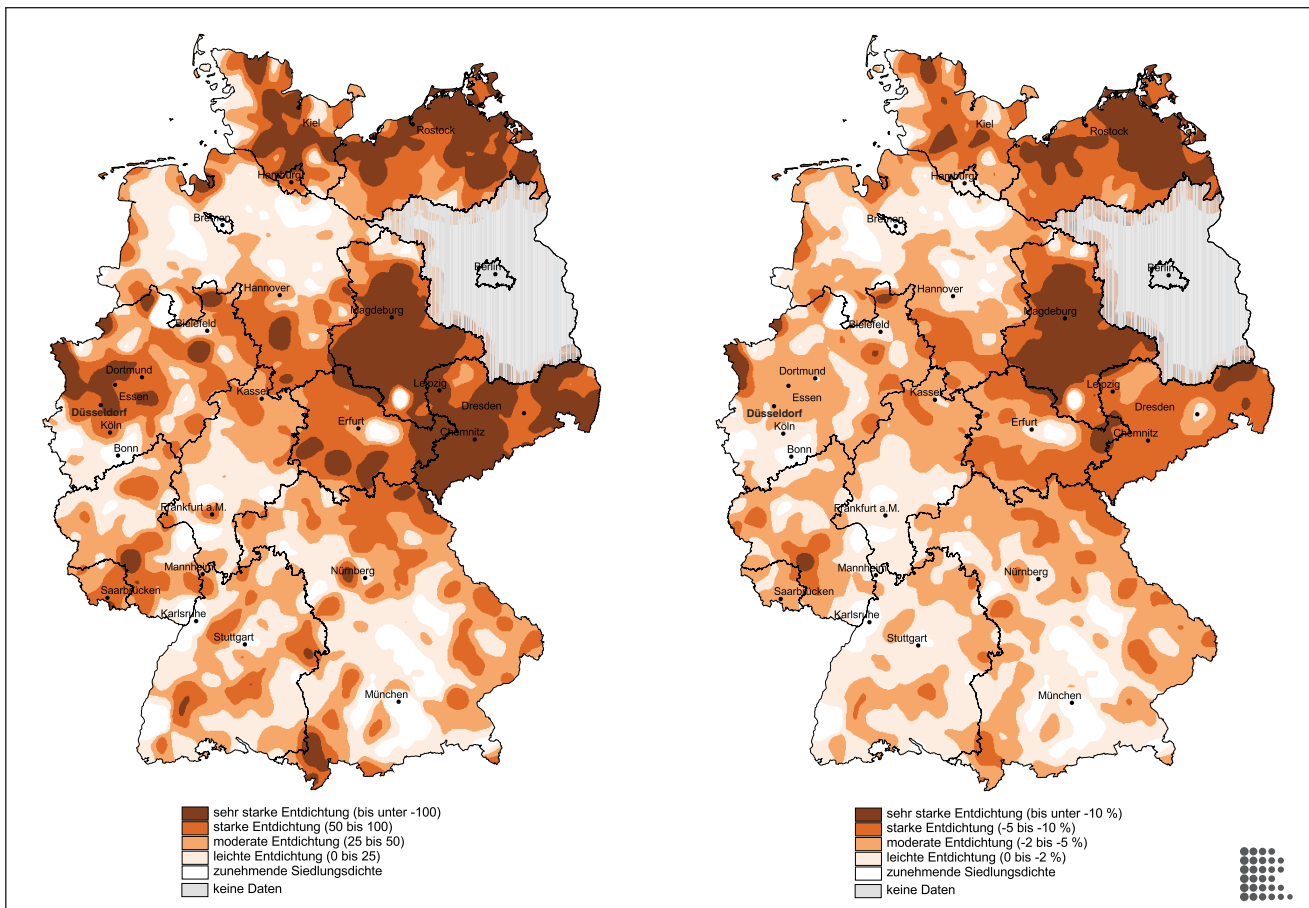 Kiel
Rostock
Hamburg
Bremen
Berlin
Hannover
Magdeburg
Bielefeld
Dortmund
Essen
Düsseldorf
Köln
Bonn
Kassel
Leipzig
Dresden
Erfurt
Chemnitz
Frankfurt a.M.
Mannheim
Saarbrücken
Nürnberg
Karlsruhe
Stuttgart
München
sehr starke Entdichtung (bis unter -100)
starke Entdichtung (50 bis 100)
moderate Entdichtung (25 bis 50)
leichte Entdichtung (0 bis 25)
zunehmende Siedlungsdichte
keine Daten
Kiel
Rostock
Hamburg
Bremen
Berlin
Hannover
Magdeburg
Bielefeld
Dortmund
Essen
Düsseldorf
Köln
Bonn
Kassel
Leipzig
Dresden
Erfurt
Chemnitz
Frankfurt a.M.
Mannheim
Saarbrücken
Nürnberg
Karlsruhe
Stuttgart
München
sehr starke Entdichtung (bis unter -10 %)
starke Entdichtung (-5 bis -10 %)
moderate Entdichtung (-2 bis -5 %)
leichte Entdichtung (0 bis -2 %)
zunehmende Siedlungsdichte
keine Daten